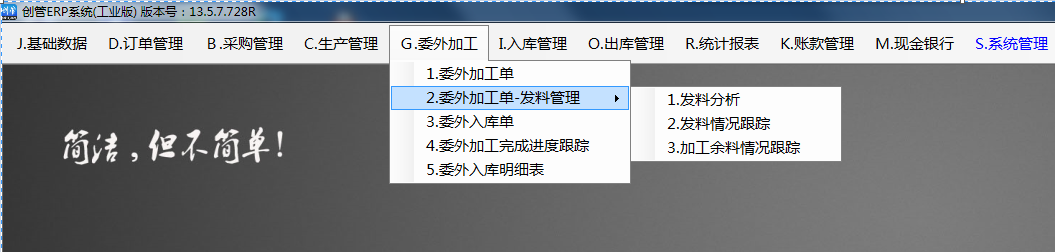 创管ERP系统(工业版) 版本号：13.5.7.728R
J.基础数据 D.订单管理 B.采购管理 C.生产管理 G.委外加工 I.入库管理 O.出库管理 R.统计报表 K.账款管理 M.现金银行 S.系统管理
1.委外加工单
2.委外加工单-发料管理
3.委外入库单
4.委外加工完成进度跟踪
5.委外入库明细表
1.发料分析
2.发料情况跟踪
3.加工余料情况跟踪
简洁，但不简单！